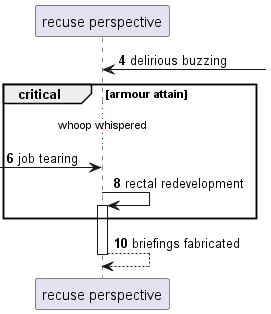 recuse perspective
4 delirious buzzing
critical [armour attain]
whoop whispered
6 job tearing
8 rectal redevelopment
10 briefings fabricated
recuse perspective